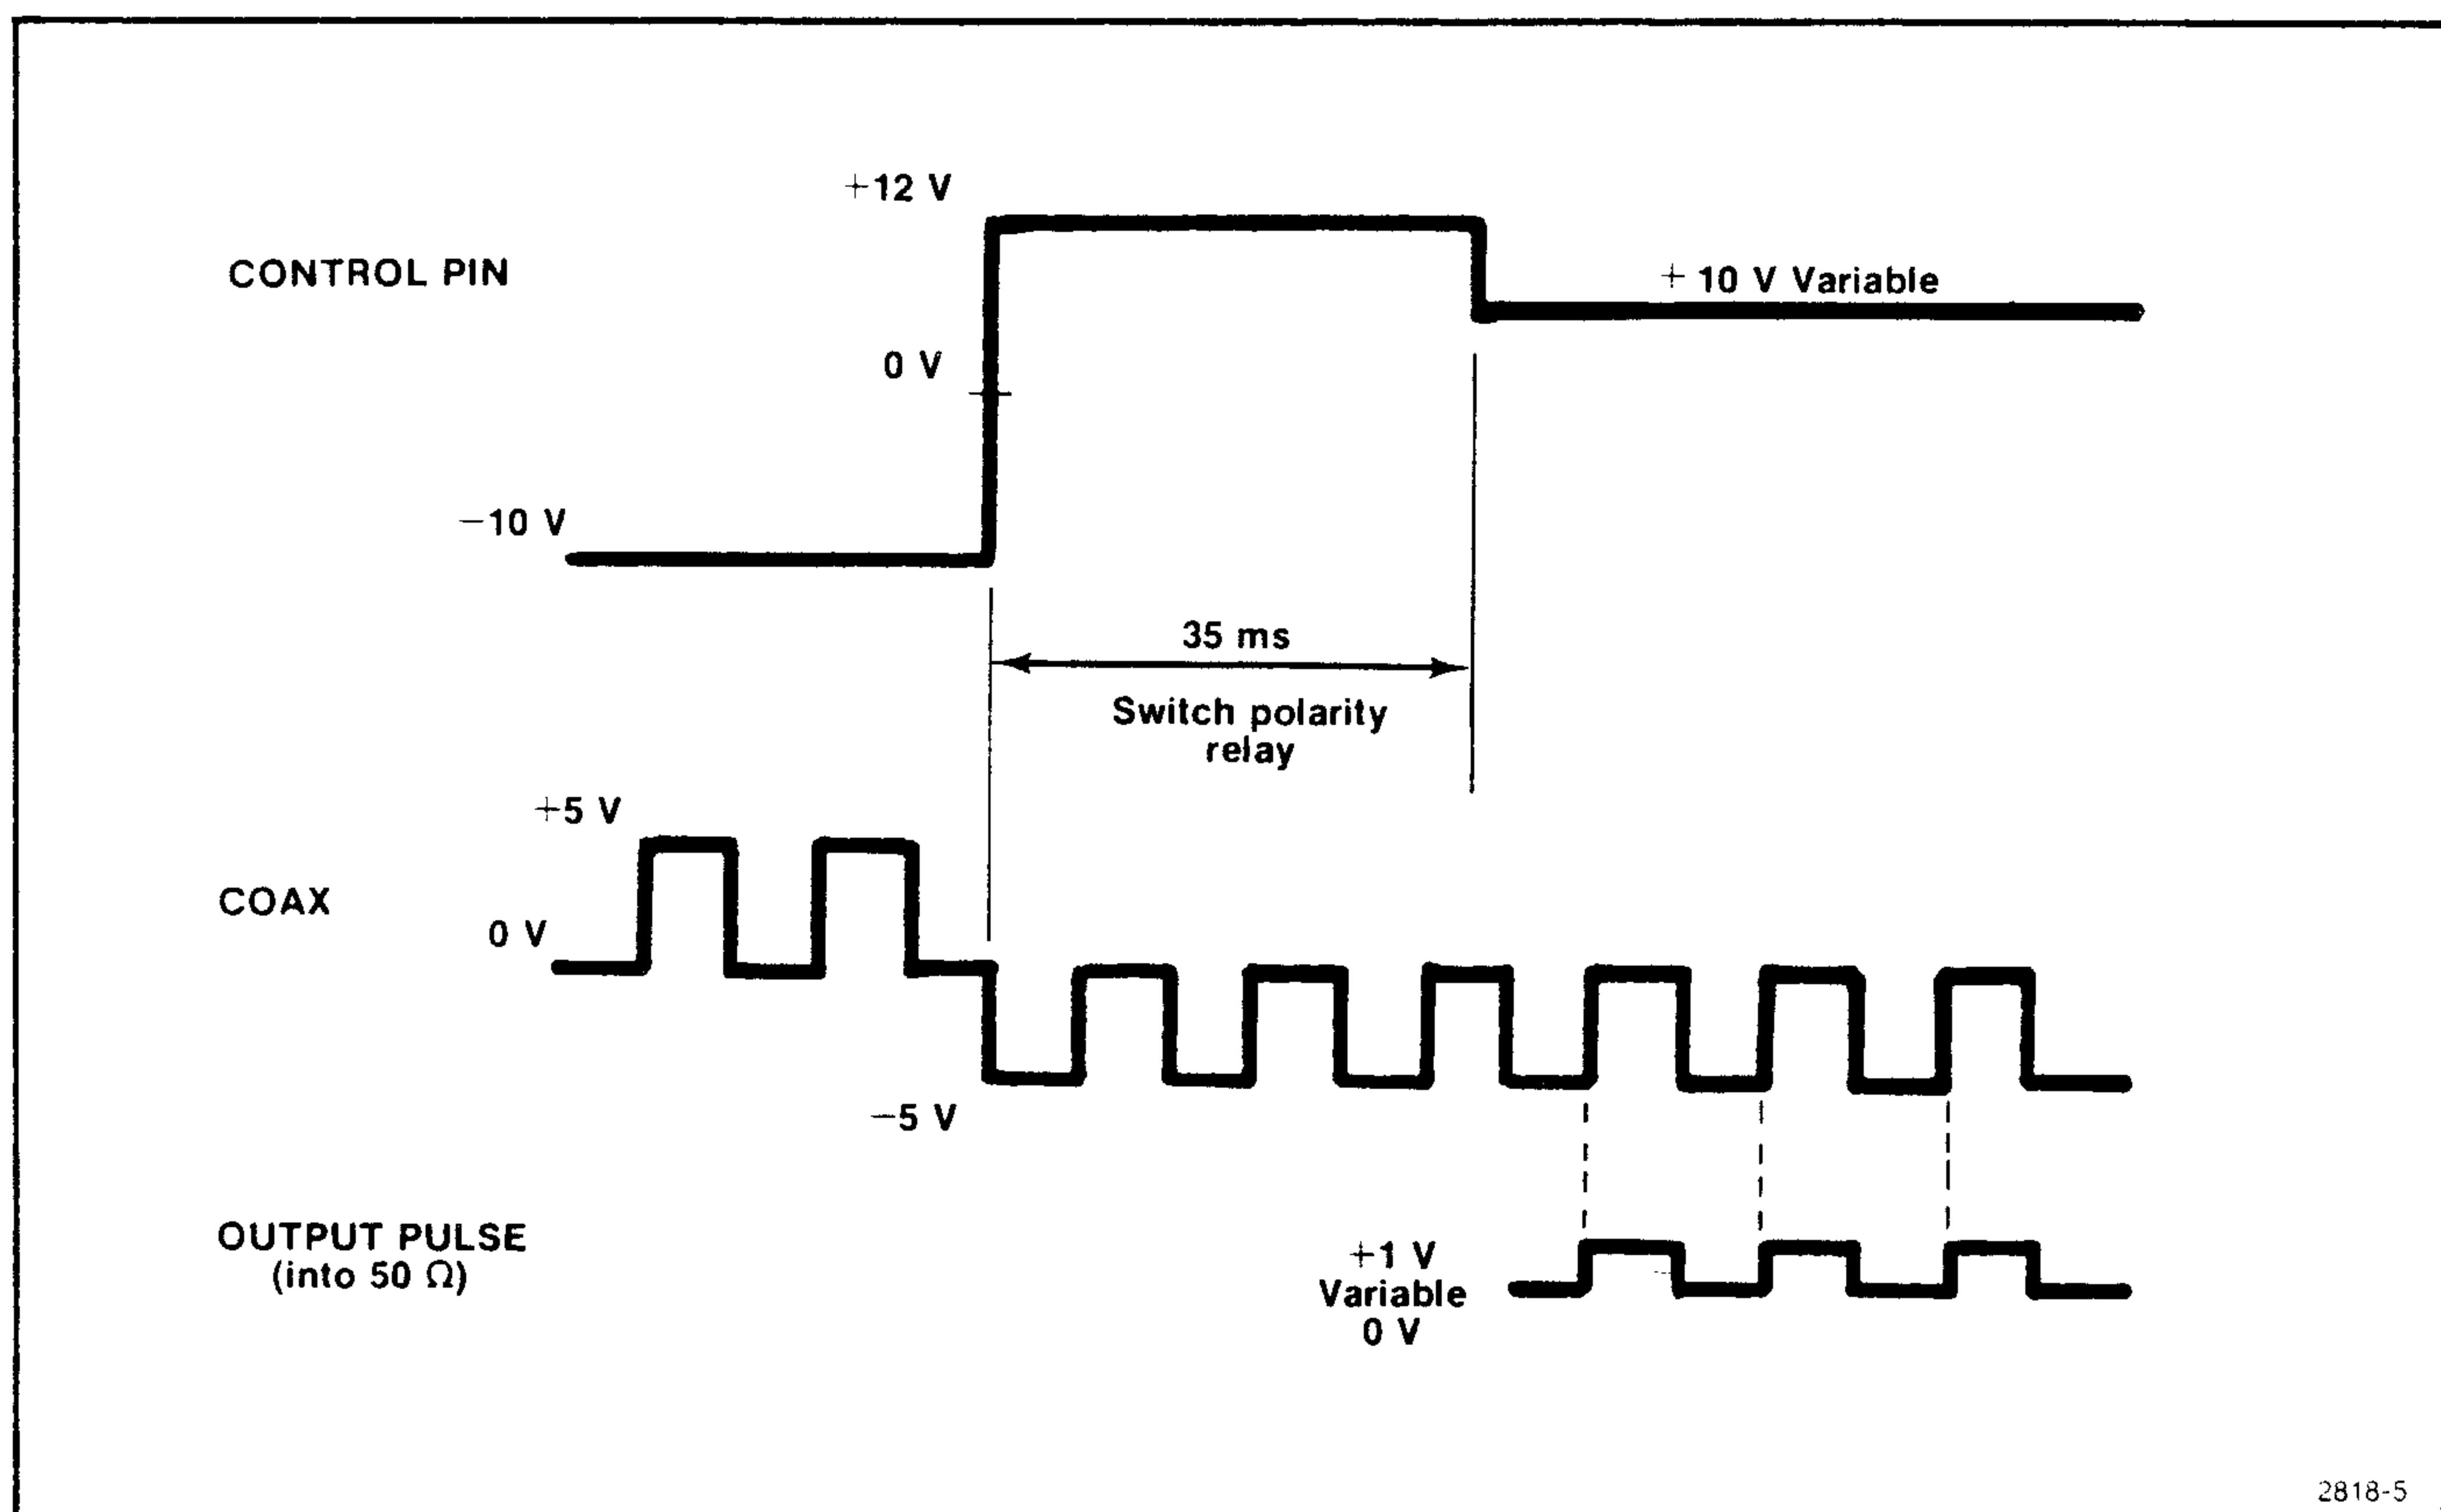 +12 V
CONTROL PIN
+ 10 V Variable
0 V
−10 V
35 ms
Switch polarity
relay
+5 V
COAX
0 V
−5 V
OUTPUT PULSE
(into 50 Ω)
+1 V
Variable
0 V
2818-5